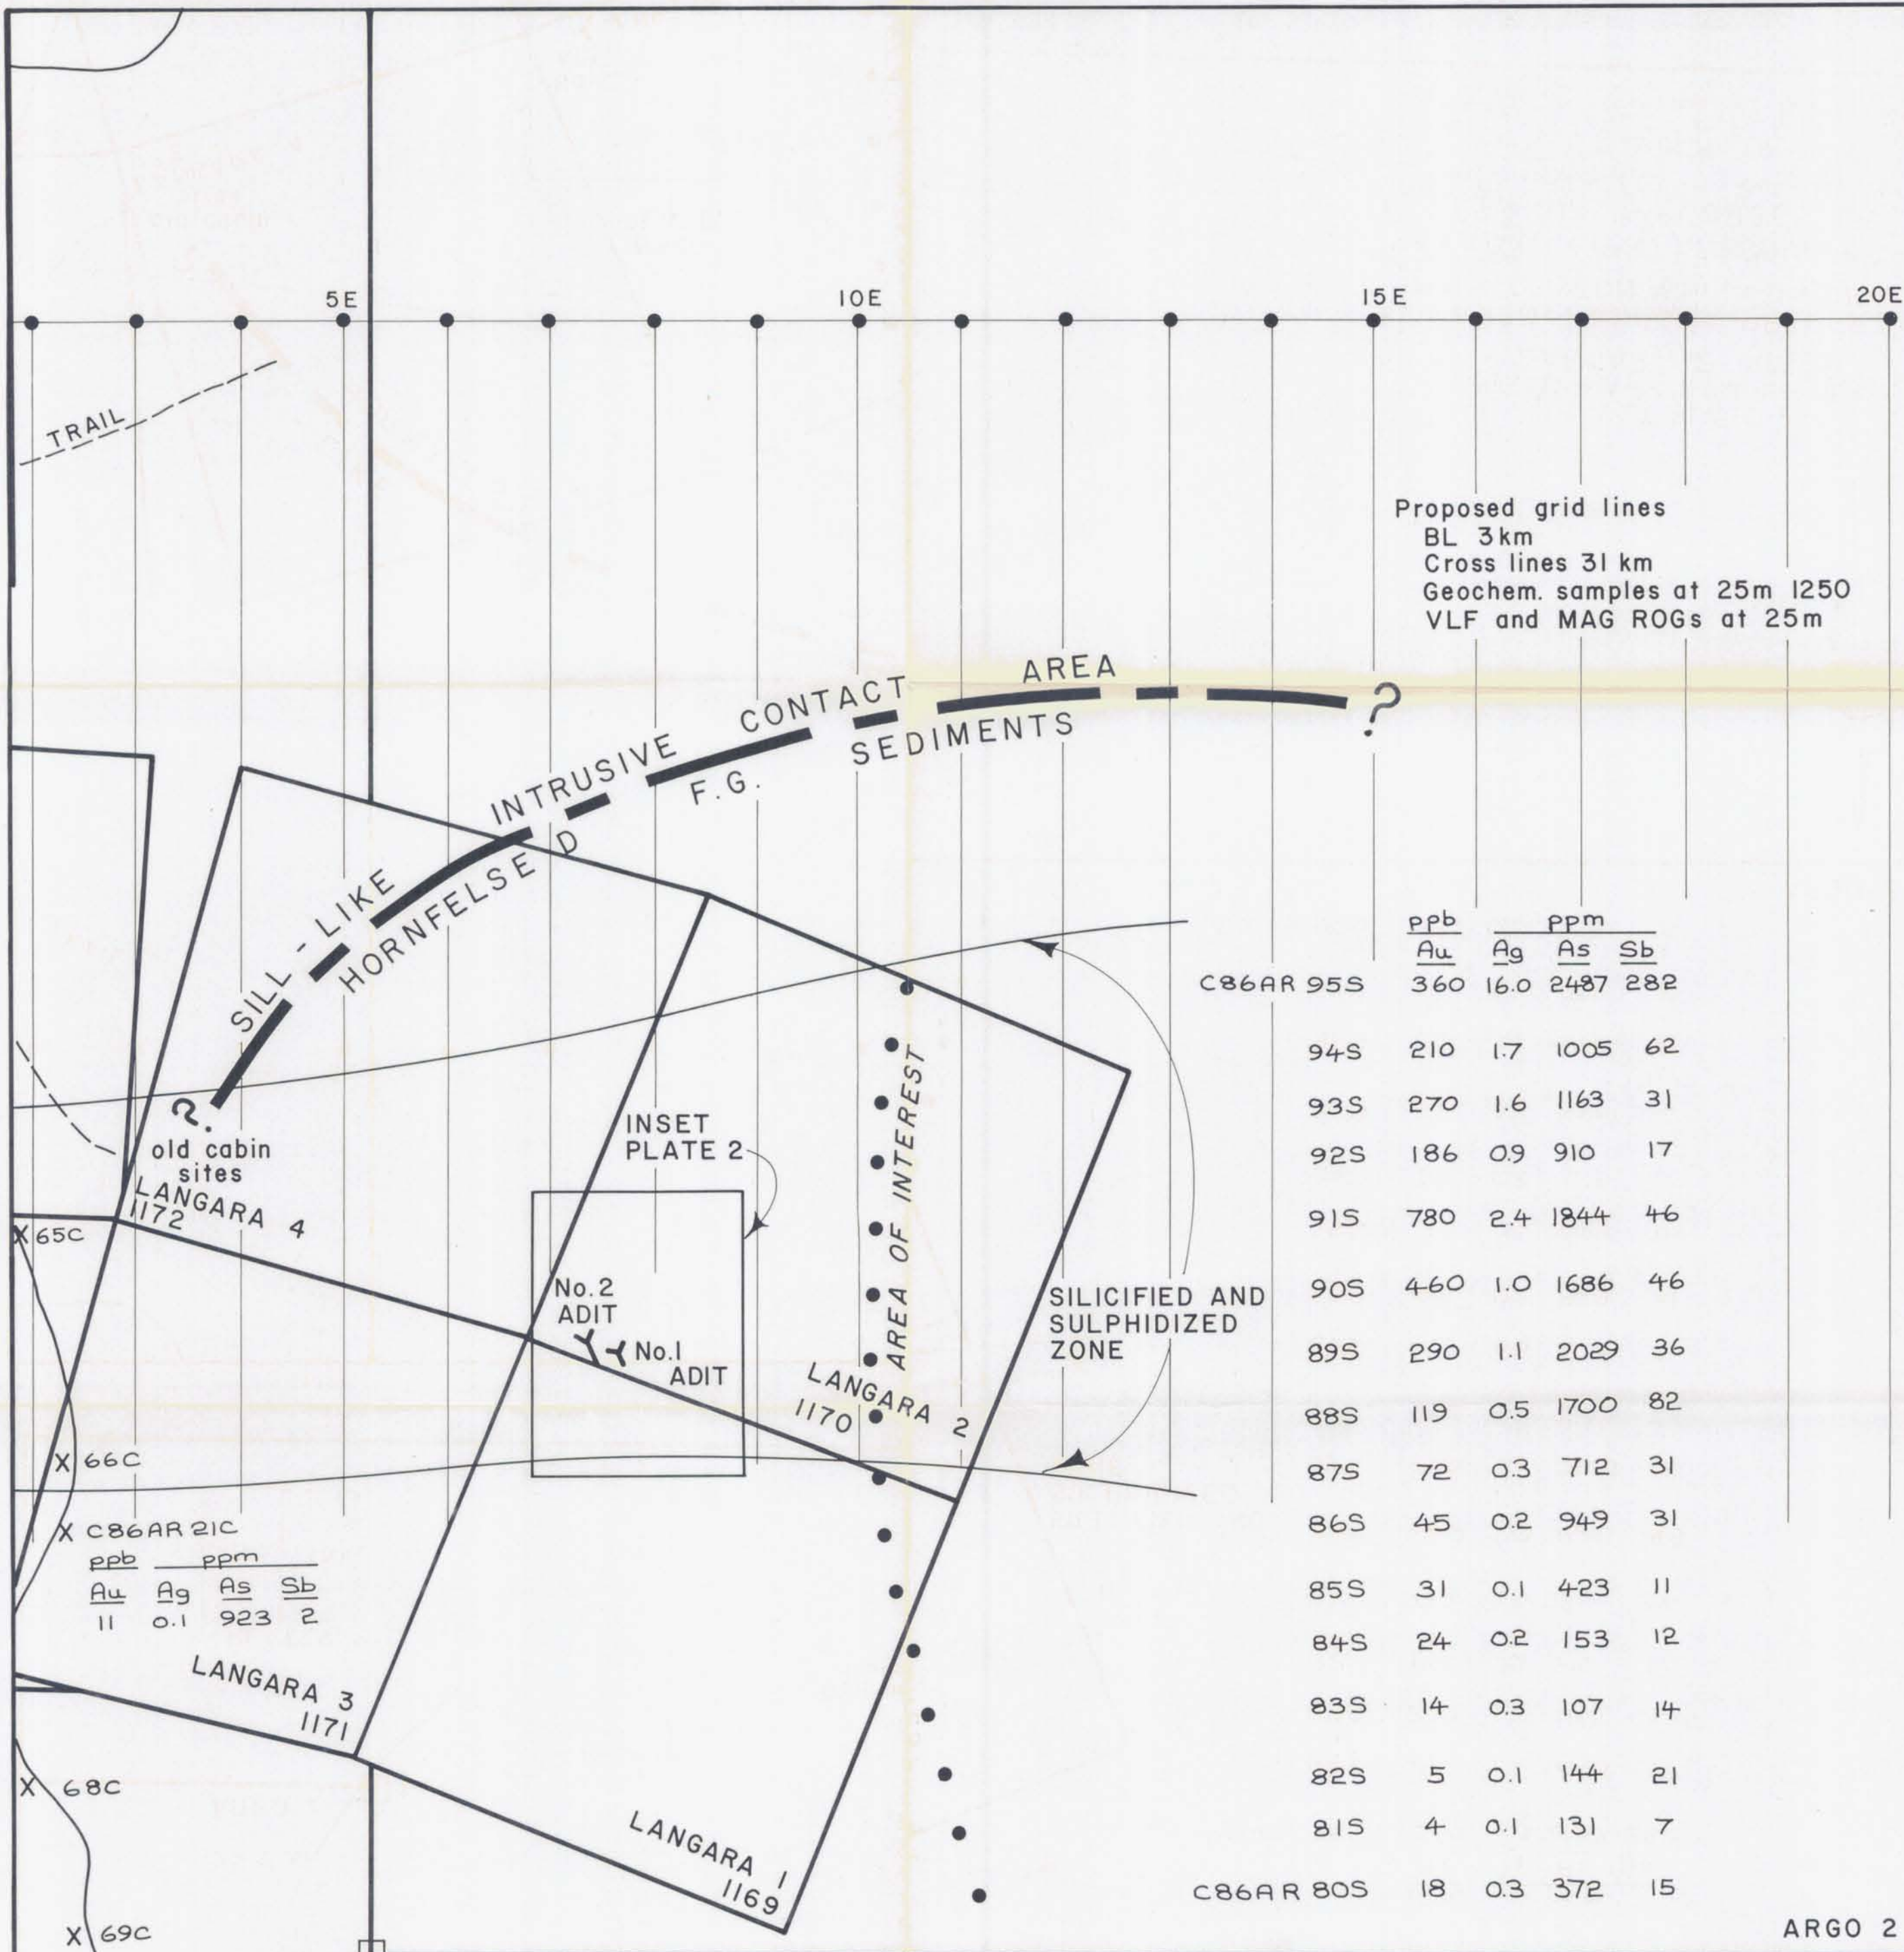 5E 10E 15E 20E
TRAIL
Proposed grid lines
BL 3km
Cross lines 31 km
Geochem. samples at 25m 1250
VLF and MAG ROGs at 25m
SILL - LIKE INTRUSIVE CONTACT AREA
HORNFELSE D F.G. SEDIMENTS
?
?
old cabin
sites
LANGARA 4
1172
INSET
PLATE 2
No.2
ADIT
No.1
ADIT
AREA OF INTEREST
LANGARA 2
1170
SILICIFIED AND
SULPHIDIZED
ZONE
X 65C
X 66C
X C86AR 21C
ppb ppm
Au Ag As Sb
11 0.1 923 2
LANGARA 3
1171
X 68C
X 69C
LANGARA 1
1169
ppb ppm
Au Ag As Sb
C86AR 95S 360 16.0 2487 282
94S 210 1.7 1005 62
93S 270 1.6 1163 31
92S 186 0.9 910 17
91S 780 2.4 1844 46
90S 460 1.0 1686 46
89S 290 1.1 2029 36
88S 119 0.5 1700 82
87S 72 0.3 712 31
86S 45 0.2 949 31
85S 31 0.1 423 11
84S 24 0.2 153 12
83S 14 0.3 107 14
82S 5 0.1 144 21
81S 4 0.1 131 7
C86AR 80S 18 0.3 372 15
ARGO 2